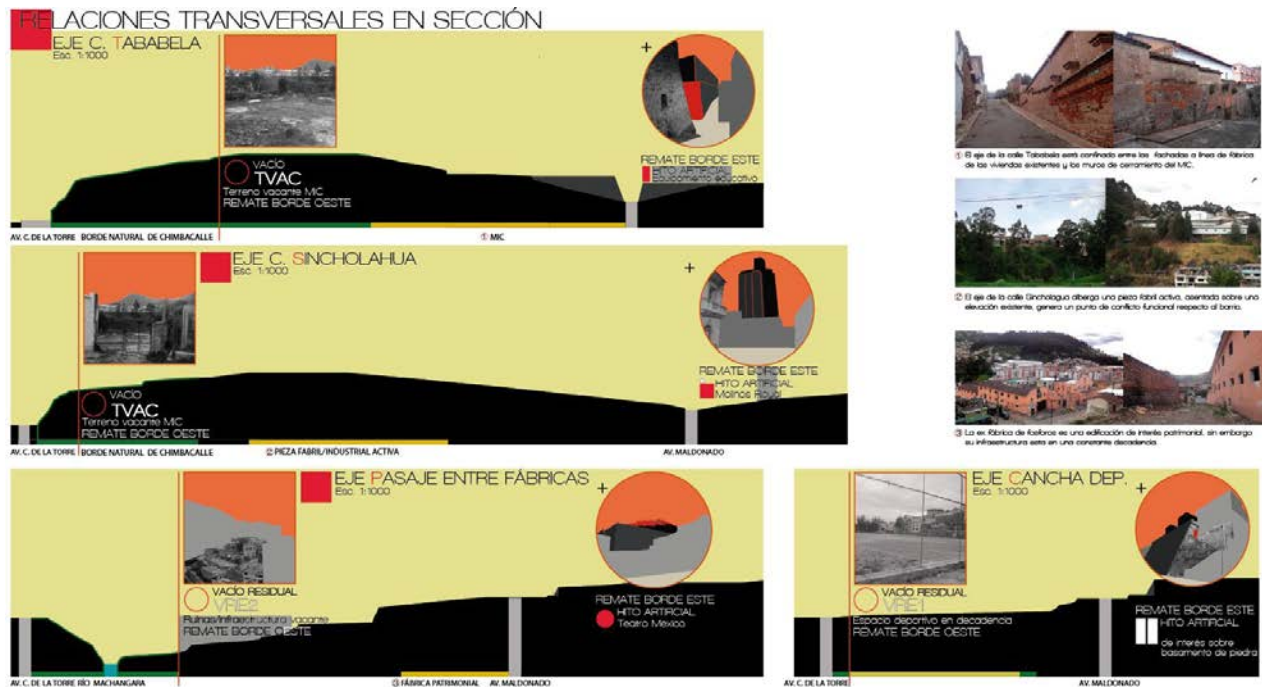 RELACIONES TRANSVERSALES EN SECCIÓN
EJE C. TABABELA
Esc. 1:1000
VACÍO
TVAC
Terreno vacante MIC
REMATE BORDE OESTE
+
REMATE BORDE ESTE
HITO ARTIFICIAL
Equipamiento educativo
AV. C. DE LA TORRE
BORDE NATURAL DE CHIMBACALLE
① MIC
EJE C. SINCHOLAHUA
Esc. 1:1000
VACÍO
TVAC
Terreno vacante MIC
REMATE BORDE OESTE
+
REMATE BORDE ESTE
HITO ARTIFICIAL
Molinos Royal
AV. C. DE LA TORRE
BORDE NATURAL DE CHIMBACALLE
② PIEZA FABRIL/INDUSTRIAL ACTIVA
AV. MALDONADO
EJE PASAJE ENTRE FÁBRICAS
Esc. 1:1000
VACÍO RESIDUAL
VRE2
Ruinas/Infraestructura vacante
REMATE BORDE OESTE
+
REMATE BORDE ESTE
HITO ARTIFICIAL
Teatro Mexico
AV. C. DE LA TORRE
RÍO MACHANGARA
③ FÁBRICA PATRIMONIAL
AV. MALDONADO
EJE CANCHA DEP.
Esc. 1:1000
VACÍO RESIDUAL
VRE1
Espacio deportivo en decadencia
REMATE BORDE OESTE
+
REMATE BORDE ESTE
HITO ARTIFICIAL
de interés sobre
basamento de piedra
AV. C. DE LA TORRE
AV. MALDONADO
① El eje de la calle Tababela está confinado entre las fachadas a línea de fábrica
de las viviendas existentes y los muros de cerramiento del MIC.
② El eje de la calle Sincholagua alberga una pieza fabril activa, asentada sobre una
elevación existente, genera un punto de conflicto funcional respecto al barrio.
③ La ex fábrica de fosforos es una edificación de interés patrimonial, sin embargo
su infraestructura esta en una constante decadencia.